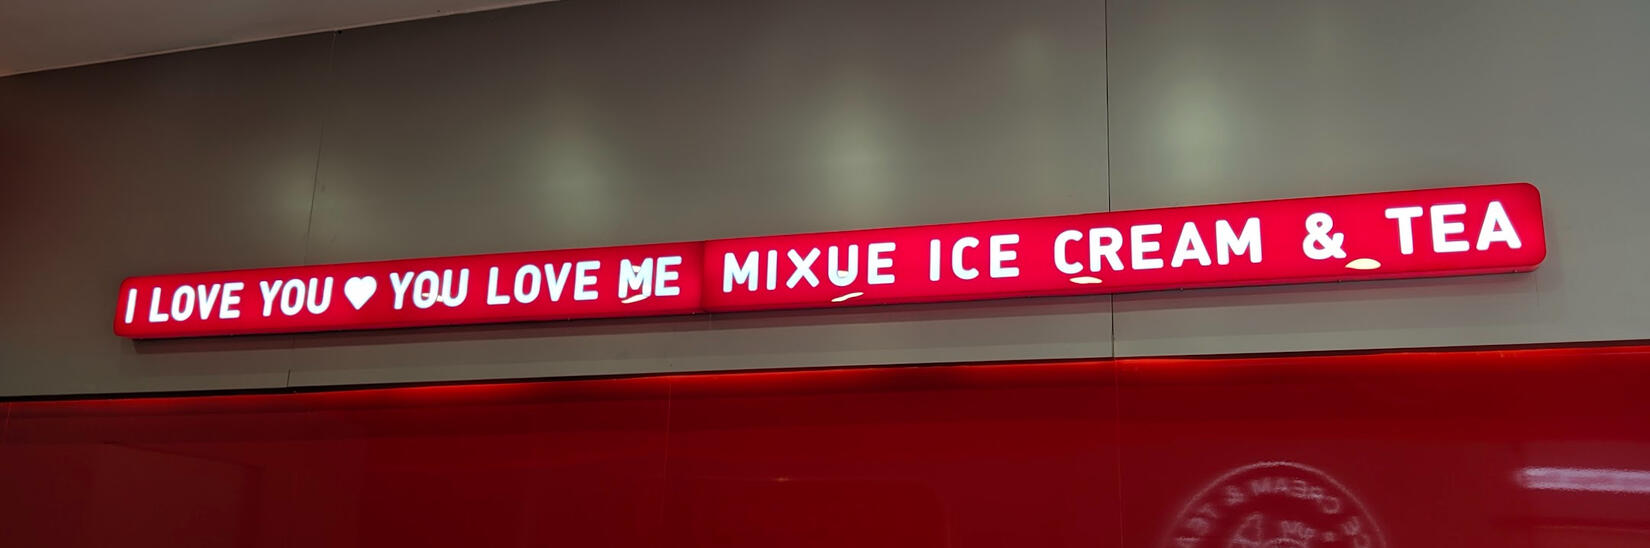 I LOVE YOU♥YOU LOVE ME MIXUE ICE CREAM & TEA